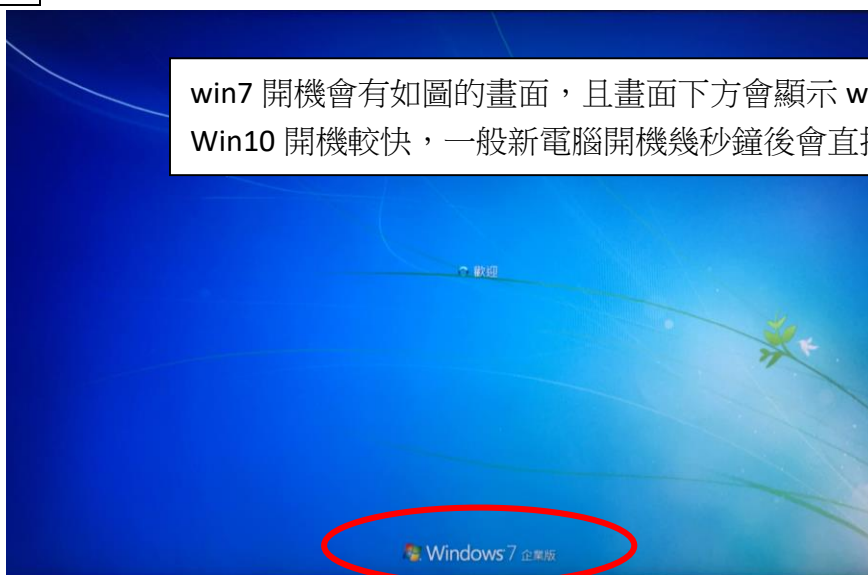 win7 開機會有如圖的畫面，且畫面下方會顯示 w
Win10 開機較快，一般新電腦開機幾秒鐘後會直
歡迎
Windows 7 企業版